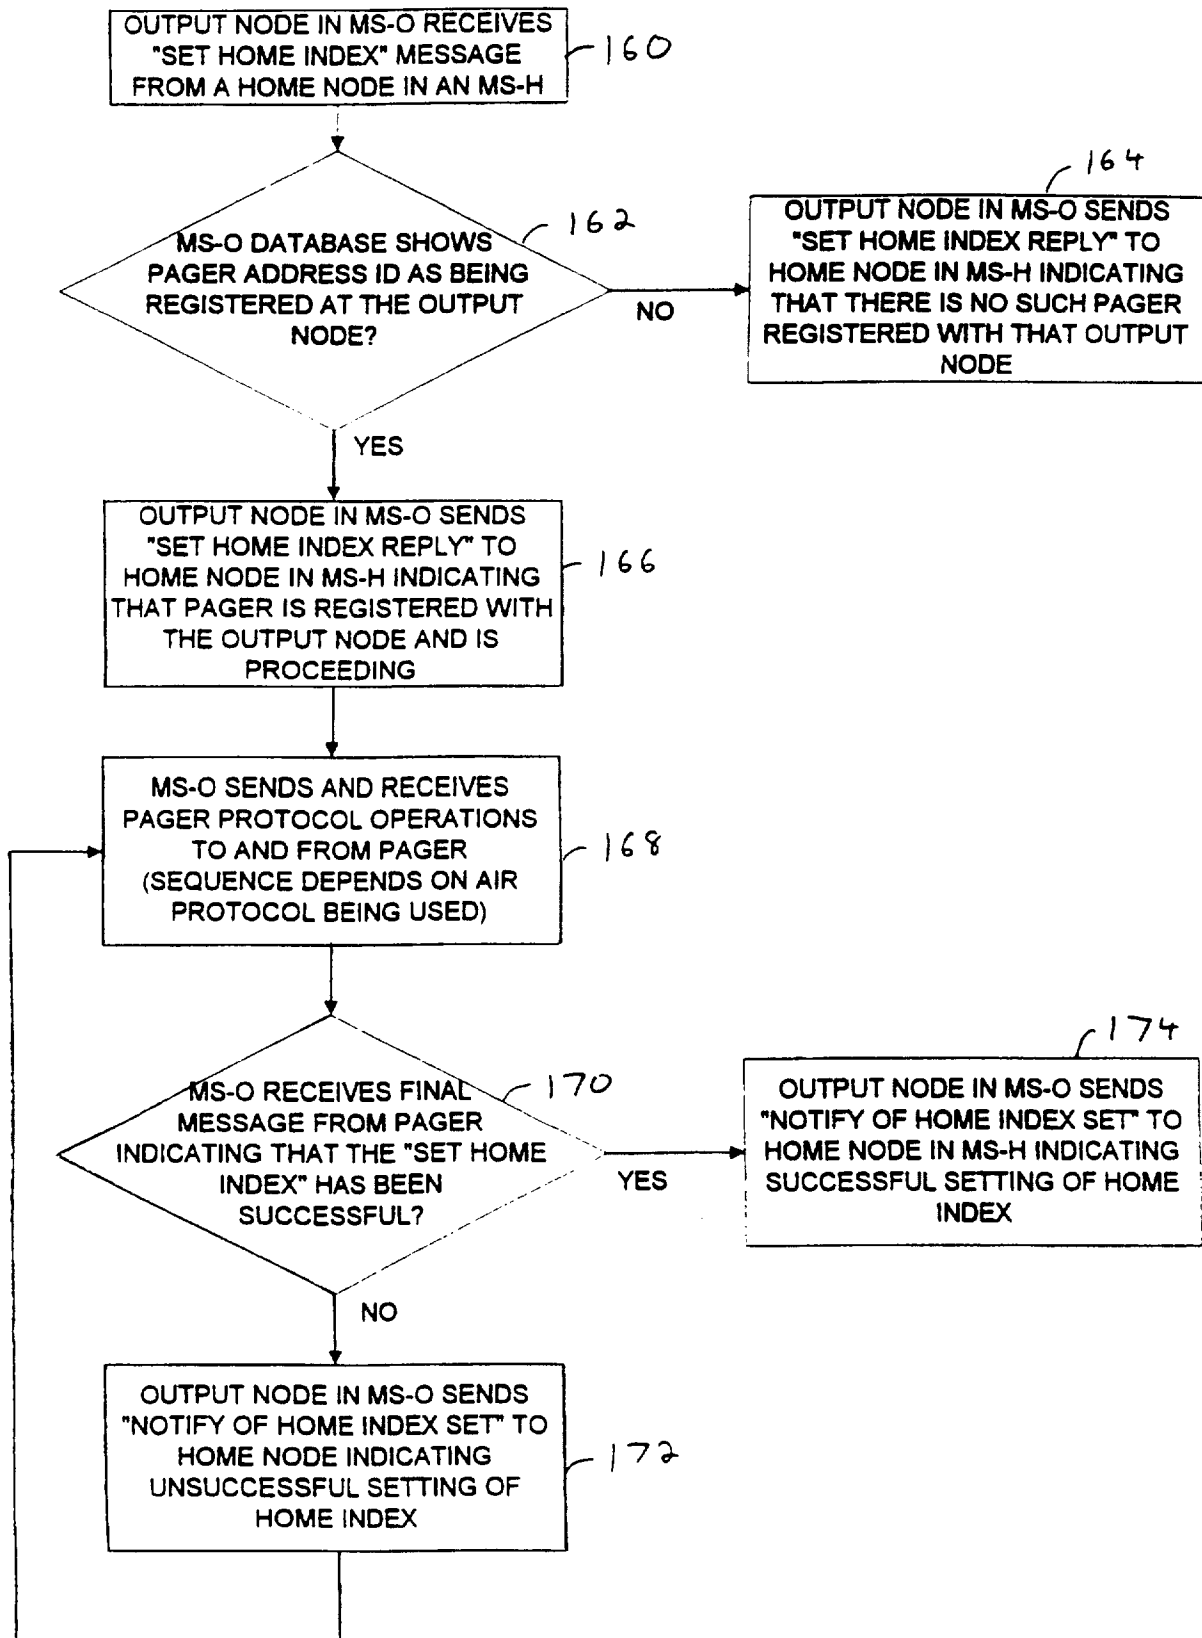 OUTPUT NODE IN MS-O RECEIVES
"SET HOME INDEX" MESSAGE
FROM A HOME NODE IN AN MS-H
160
MS-O DATABASE SHOWS
PAGER ADDRESS ID AS BEING
REGISTERED AT THE OUTPUT
NODE?
162
NO
164
OUTPUT NODE IN MS-O SENDS
"SET HOME INDEX REPLY" TO
HOME NODE IN MS-H INDICATING
THAT THERE IS NO SUCH PAGER
REGISTERED WITH THAT OUTPUT
NODE
YES
OUTPUT NODE IN MS-O SENDS
"SET HOME INDEX REPLY" TO
HOME NODE IN MS-H INDICATING
THAT PAGER IS REGISTERED WITH
THE OUTPUT NODE AND IS
PROCEEDING
166
MS-O SENDS AND RECEIVES
PAGER PROTOCOL OPERATIONS
TO AND FROM PAGER
(SEQUENCE DEPENDS ON AIR
PROTOCOL BEING USED)
168
MS-O RECEIVES FINAL
MESSAGE FROM PAGER
INDICATING THAT THE "SET HOME
INDEX" HAS BEEN
SUCCESSFUL?
170
YES
174
OUTPUT NODE IN MS-O SENDS
"NOTIFY OF HOME INDEX SET" TO
HOME NODE IN MS-H INDICATING
SUCCESSFUL SETTING OF HOME
INDEX
NO
OUTPUT NODE IN MS-O SENDS
"NOTIFY OF HOME INDEX SET" TO
HOME NODE INDICATING
UNSUCCESSFUL SETTING OF
HOME INDEX
172